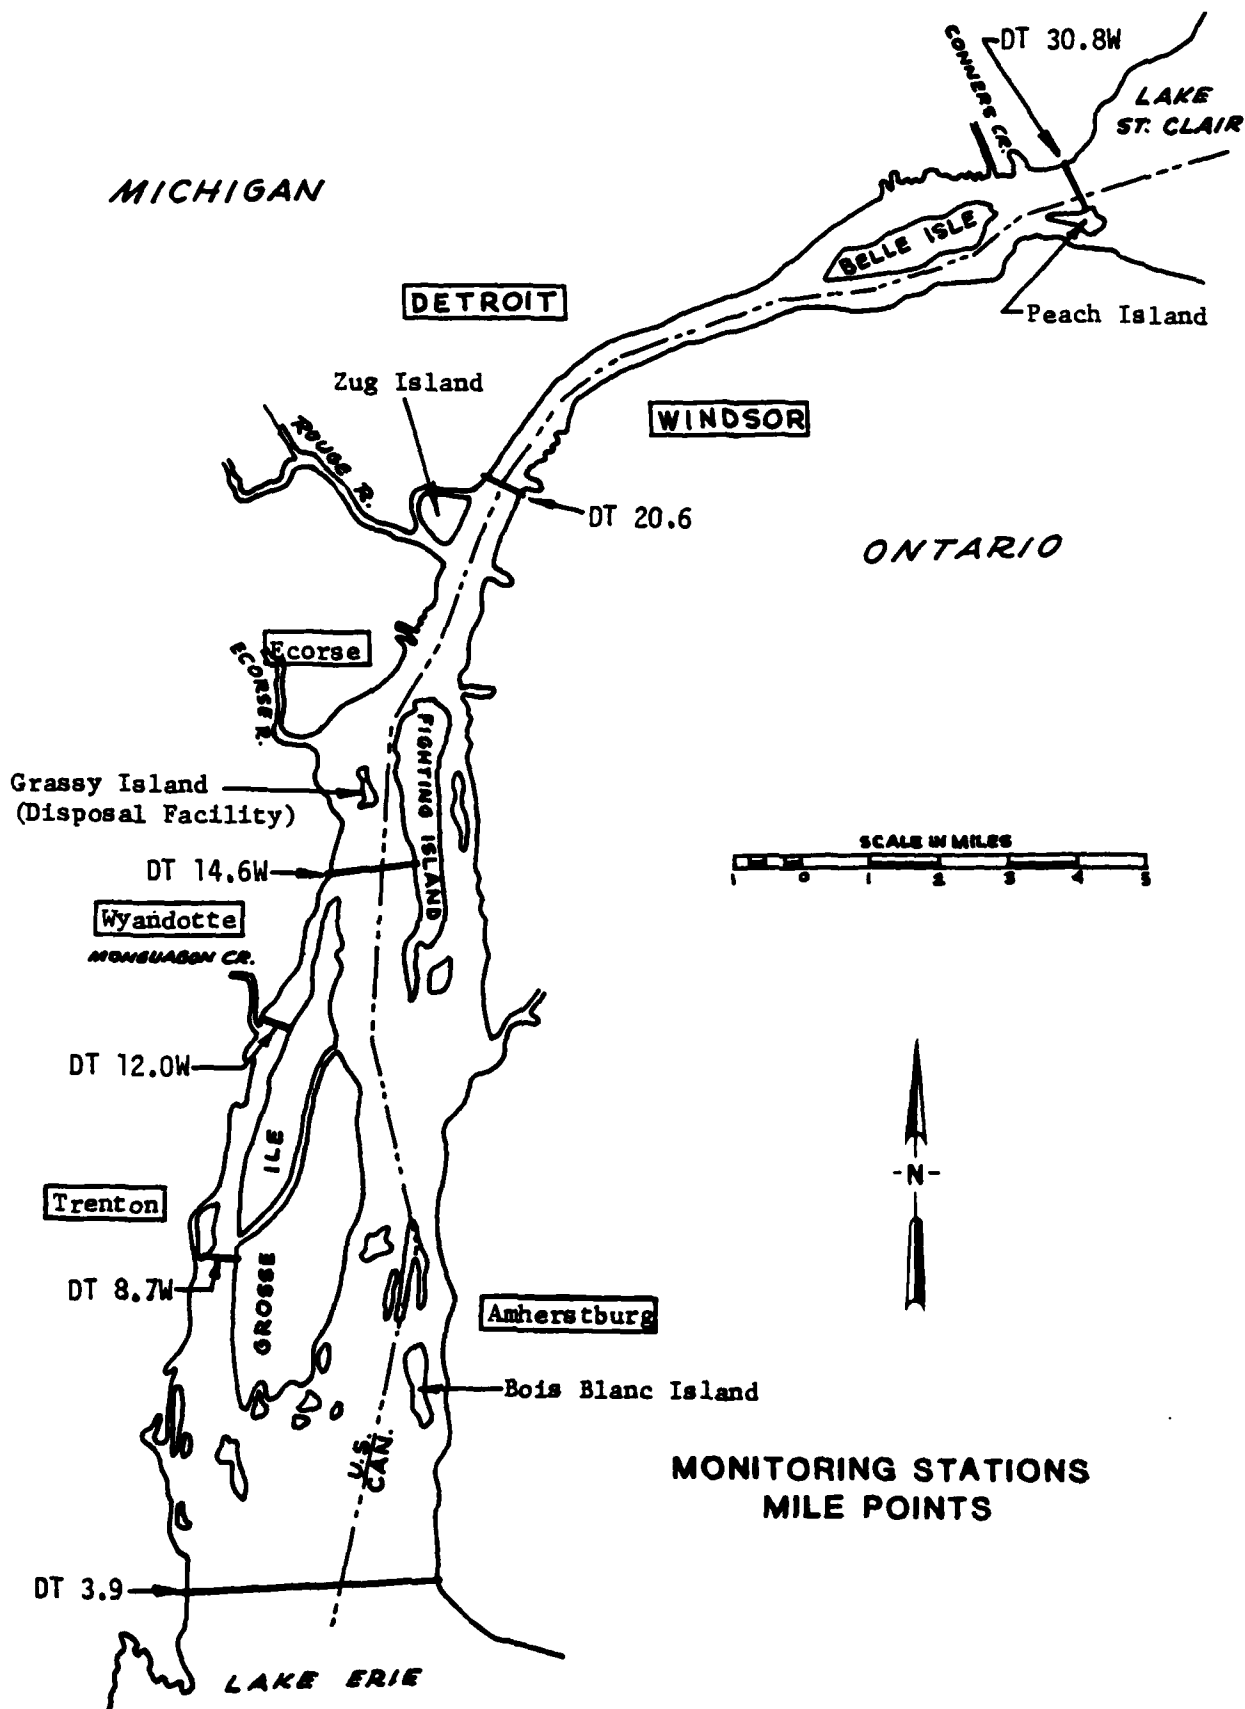 DT 30.8W
CONNERS CR.
LAKE
ST. CLAIR
MICHIGAN
BELLE ISLE
DETROIT
Peach Island
Zug Island
WINDSOR
ROUGE R.
DT 20.6
ONTARIO
Ecorse
ECORSE R.
FIGHTING ISLAND
Grassy Island
(Disposal Facility)
SCALE IN MILES
1 0 1 2 3 4 5
DT 14.6W
Wyandotte
MONGUAGON CR.
DT 12.0W
ILE
-N-
Trenton
DT 8.7W
GROSSE
Amherstburg
Bois Blanc Island
U.S.
CAN.
MONITORING STATIONS
MILE POINTS
DT 3.9
LAKE ERIE